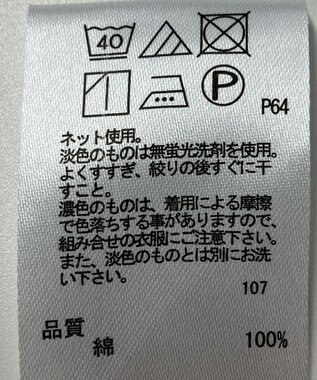 40
P
P64
ネット使用。
淡色のものは無蛍光洗剤を使用。
よくすすぎ、絞りの後すぐに干
すこと。
濃色のものは、着用による摩擦
で色落ちする事がありますので、
組み合せの衣服にご注意下さい。
また、淡色のものとは別にお洗
い下さい。
107
品質
綿 100%